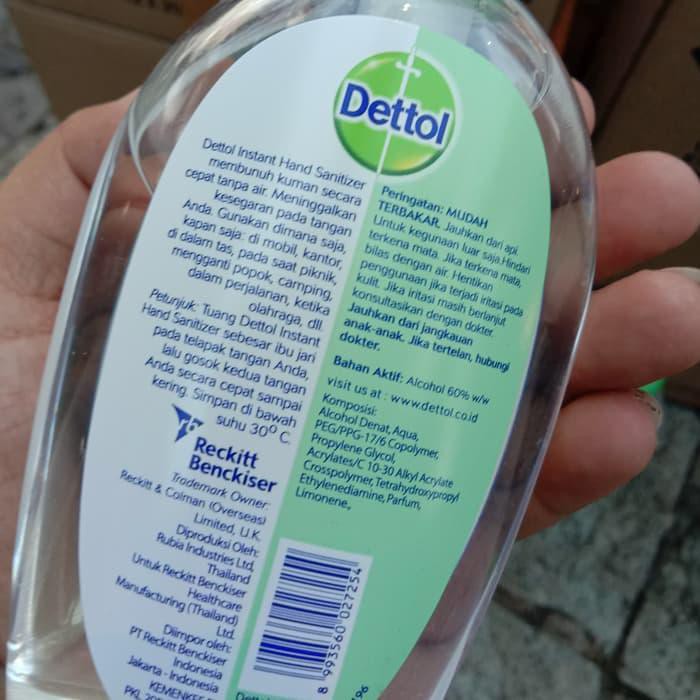 Dettol
Dettol Instant Hand Sanitizer
membunuh kuman secara
cepat tanpa air. Meninggalkan
kesegaran pada tangan
Anda. Gunakan dimana saja,
kapan saja: di mobil, kantor,
di dalam tas, pada saat piknik,
mengganti popok, camping,
dalam perjalanan, ketika
olahraga, dll.
Petunjuk: Tuang Dettol Instant
Hand Sanitizer sebesar ibu jari
pada telapak tangan Anda,
lalu gosok kedua tangan
Anda secara cepat sampai
kering. Simpan di bawah
suhu 30° C.
Reckitt
Benckiser
Trademark Owner:
Reckitt & Colman (Overseas)
Limited, U.K.
Diproduksi Oleh:
Rubia Industries Ltd,
Thailand
Untuk Reckitt Benckiser
Healthcare
Manufacturing (Thailand)
Ltd.
Diimpor oleh:
PT Reckitt Benckiser
Indonesia
Jakarta - Indonesia
KEMENKES
PKL
Peringatan: MUDAH
TERBAKAR. Jauhkan dari api.
Untuk kegunaan luar saja. Hindari
terkena mata. Jika terkena mata,
bilas dengan air. Hentikan
penggunaan jika terjadi iritasi pada
kulit. Jika iritasi masih berlanjut
konsultasikan dengan dokter.
Jauhkan dari jangkauan
anak-anak. Jika tertelan, hubungi
dokter.
Bahan Aktif: Alcohol 60% w/w
visit us at : www.dettol.co.id
Komposisi:
Alcohol Denat, Aqua,
PEG/PPG-17/6 Copolymer,
Propylene Glycol,
Acrylates/C 10-30 Alkyl Acrylate
Crosspolymer, Tetrahydroxypropyl
Ethylenediamine, Parfum,
Limonene.,
8 993560 027254